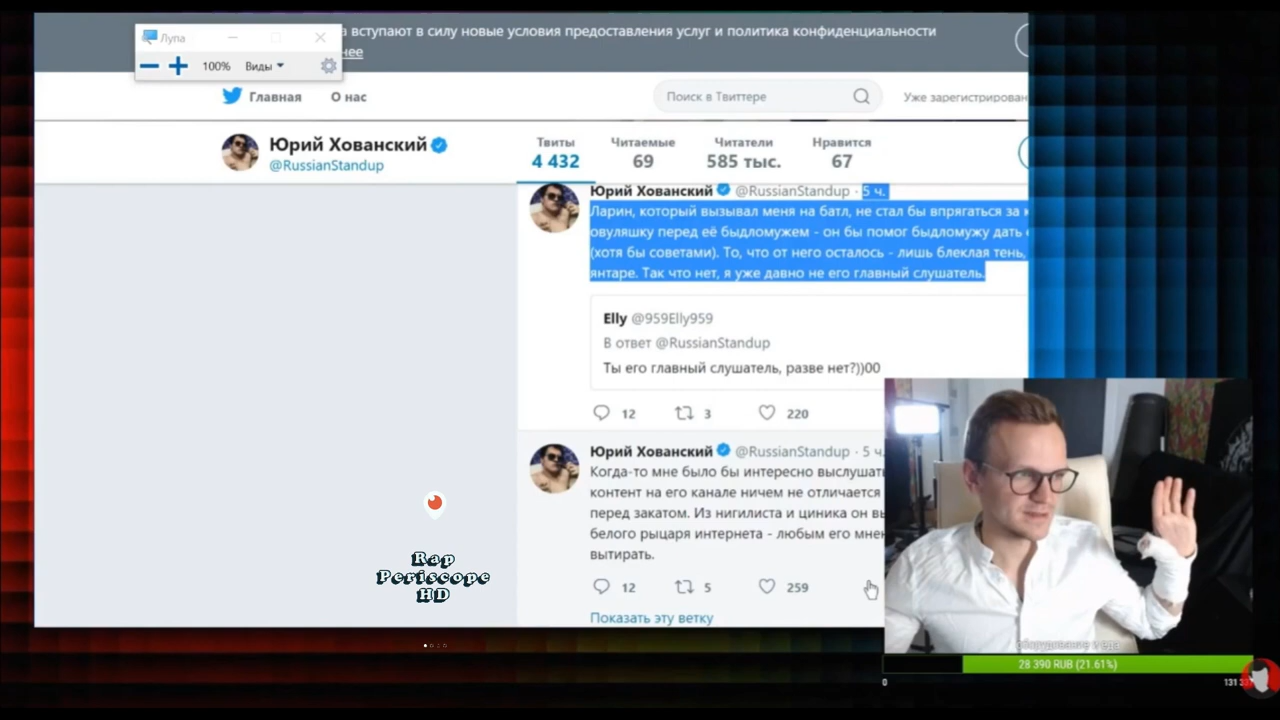 Лупа
а вступают в силу новые условия предоставления услуг и политика конфиденциальности
нее
100% Виды
Главная О нас
Поиск в Твиттере
Уже зарегистрирован
Юрий Хованский
@RussianStandup
Твиты Читаемые Читатели Нравится
4 432 69 585 тыс. 67
Юрий Хованский @RussianStandup · 5 ч.
Ларин, который вызывал меня на батл, не стал бы впрягаться за
овуляшку перед её быдломужем - он бы помог быдломужу дать
(хотя бы советами). То, что от него осталось - лишь блеклая тень,
янтаре. Так что нет, я уже давно не его главный слушатель.
Elly @959Elly959
В ответ @RussianStandup
Ты его главный слушатель, разве нет?))00
12 3 220
Юрий Хованский @RussianStandup · 5 ч.
Когда-то мне было бы интересно выслушать
контент на его канале ничем не отличается
перед закатом. Из нигилиста и циника он вы
белого рыцаря интернета - любым его мнен
вытирать.
12 5 259
Показать эту ветку
Rap
Periscope
HD
оборудование и еда
28 390 RUB (21.61%)
0